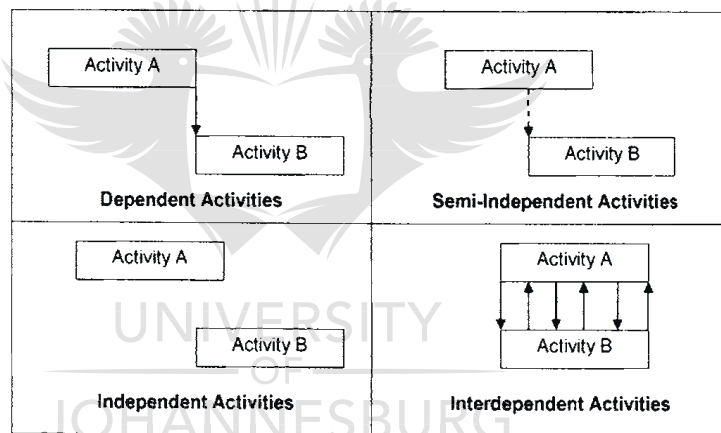 Activity A
Activity B
Dependent Activities
Activity A
Activity B
Semi-Independent Activities
Activity A
Activity B
Independent Activities
Activity A
Activity B
Interdependent Activities
UNIVERSITY
OF
JOHANNESBURG